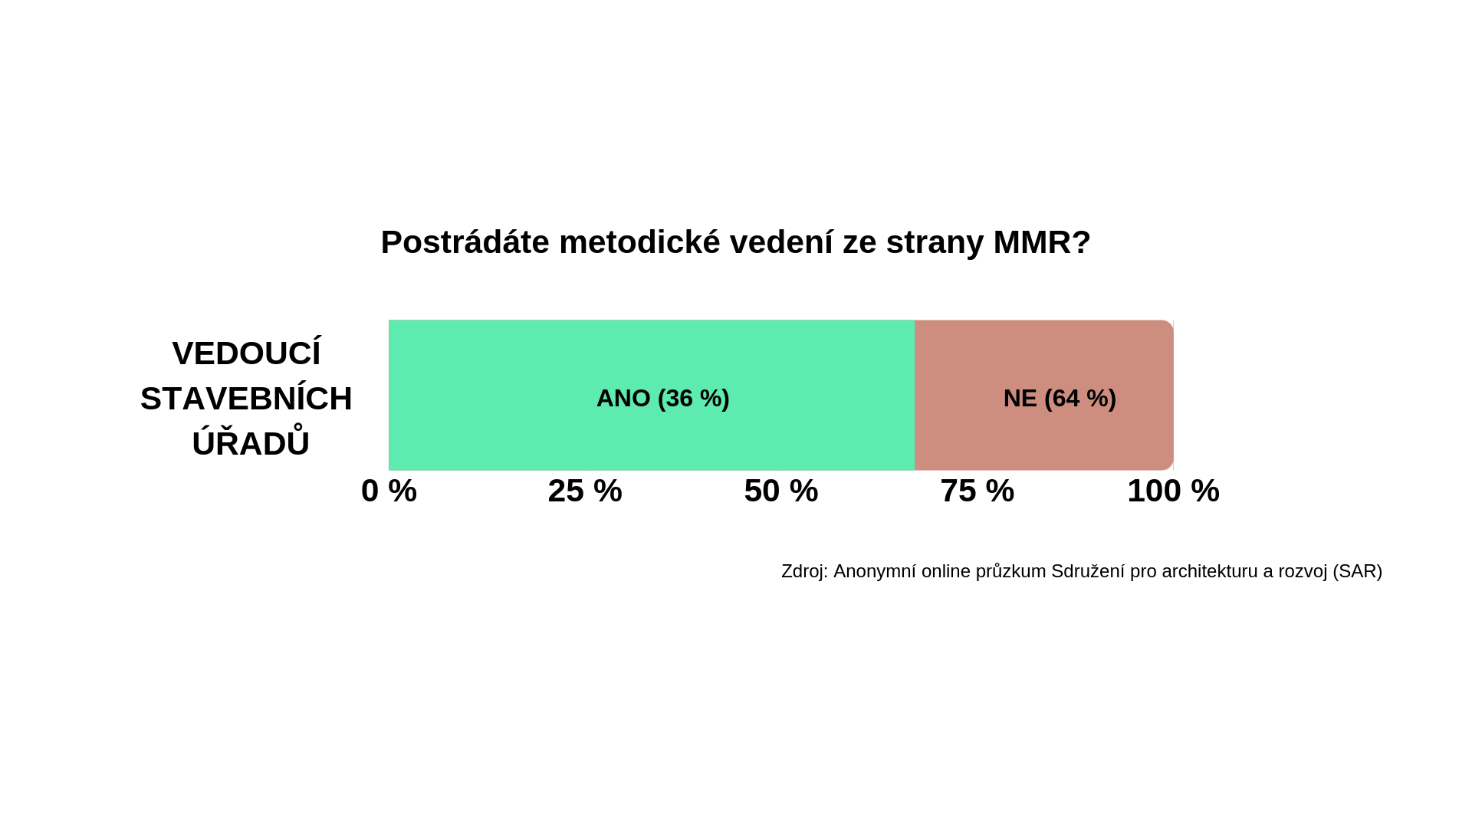 Postrádáte metodické vedení ze strany MMR?
VEDOUCÍ
STAVEBNÍCH
ÚŘADŮ
ANO (36 %)
NE (64 %)
0 %
25 %
50 %
75 %
100 %
Zdroj: Anonymní online průzkum Sdružení pro architekturu a rozvoj (SAR)